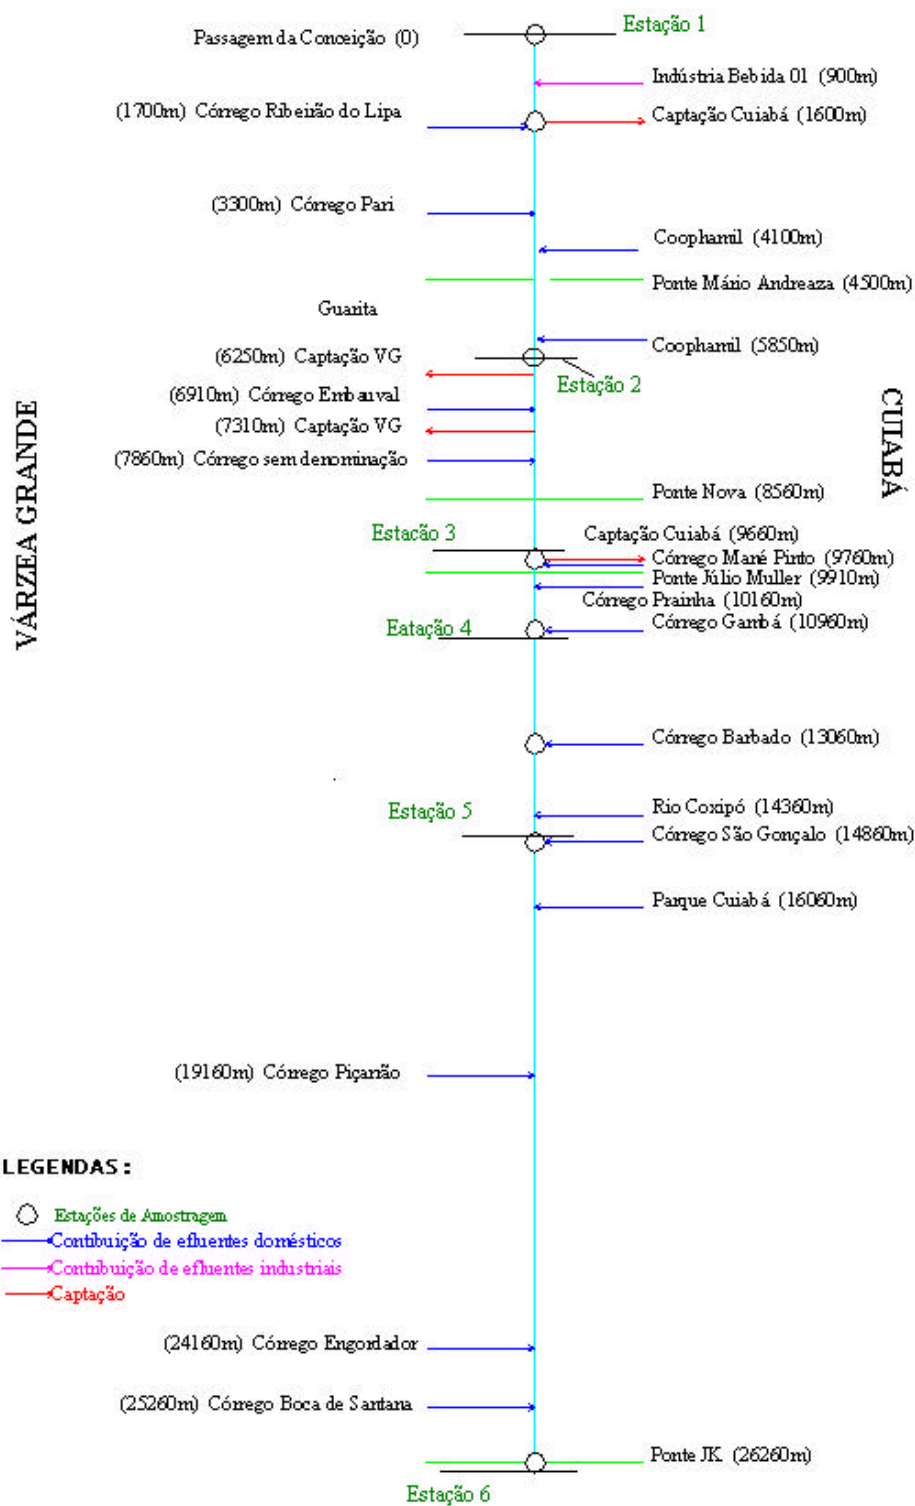 Estação 1
Passagem da Conceição (0)
Indústria Bebida 01 (900m)
(1700m) Córrego Ribeirão do Lipa
Captação Cuiabá (1600m)
(3300m) Córrego Pari
Coophamil (4100m)
Ponte Mário Andreaza (4500m)
Guarita
Coophamil (5850m)
(6250m) Captação VG
Estação 2
(6910m) Córrego Embauval
(7310m) Captação VG
(7860m) Córrego sem denominação
VÁRZEA GRANDE
CUIABÁ
Ponte Nova (8560m)
Estacão 3
Captação Cuiabá (9660m)
Córrego Mané Pinto (9760m)
Ponte Júlio Muller (9910m)
Córrego Prainha (10160m)
Córrego Gambá (10960m)
Eatação 4
Córrego Barbado (13060m)
Rio Coxipó (14360m)
Estação 5
Córrego São Gonçalo (14860m)
Parque Cuiabá (16060m)
(19160m) Córrego Piçarrão
LEGENDAS:
Estações de Amostragem
Contibuição de efluentes domésticos
Contribuição de efluentes industriais
Captação
(24160m) Córrego Engordador
(25260m) Córrego Boca de Santana
Ponte JK (26260m)
Estação 6